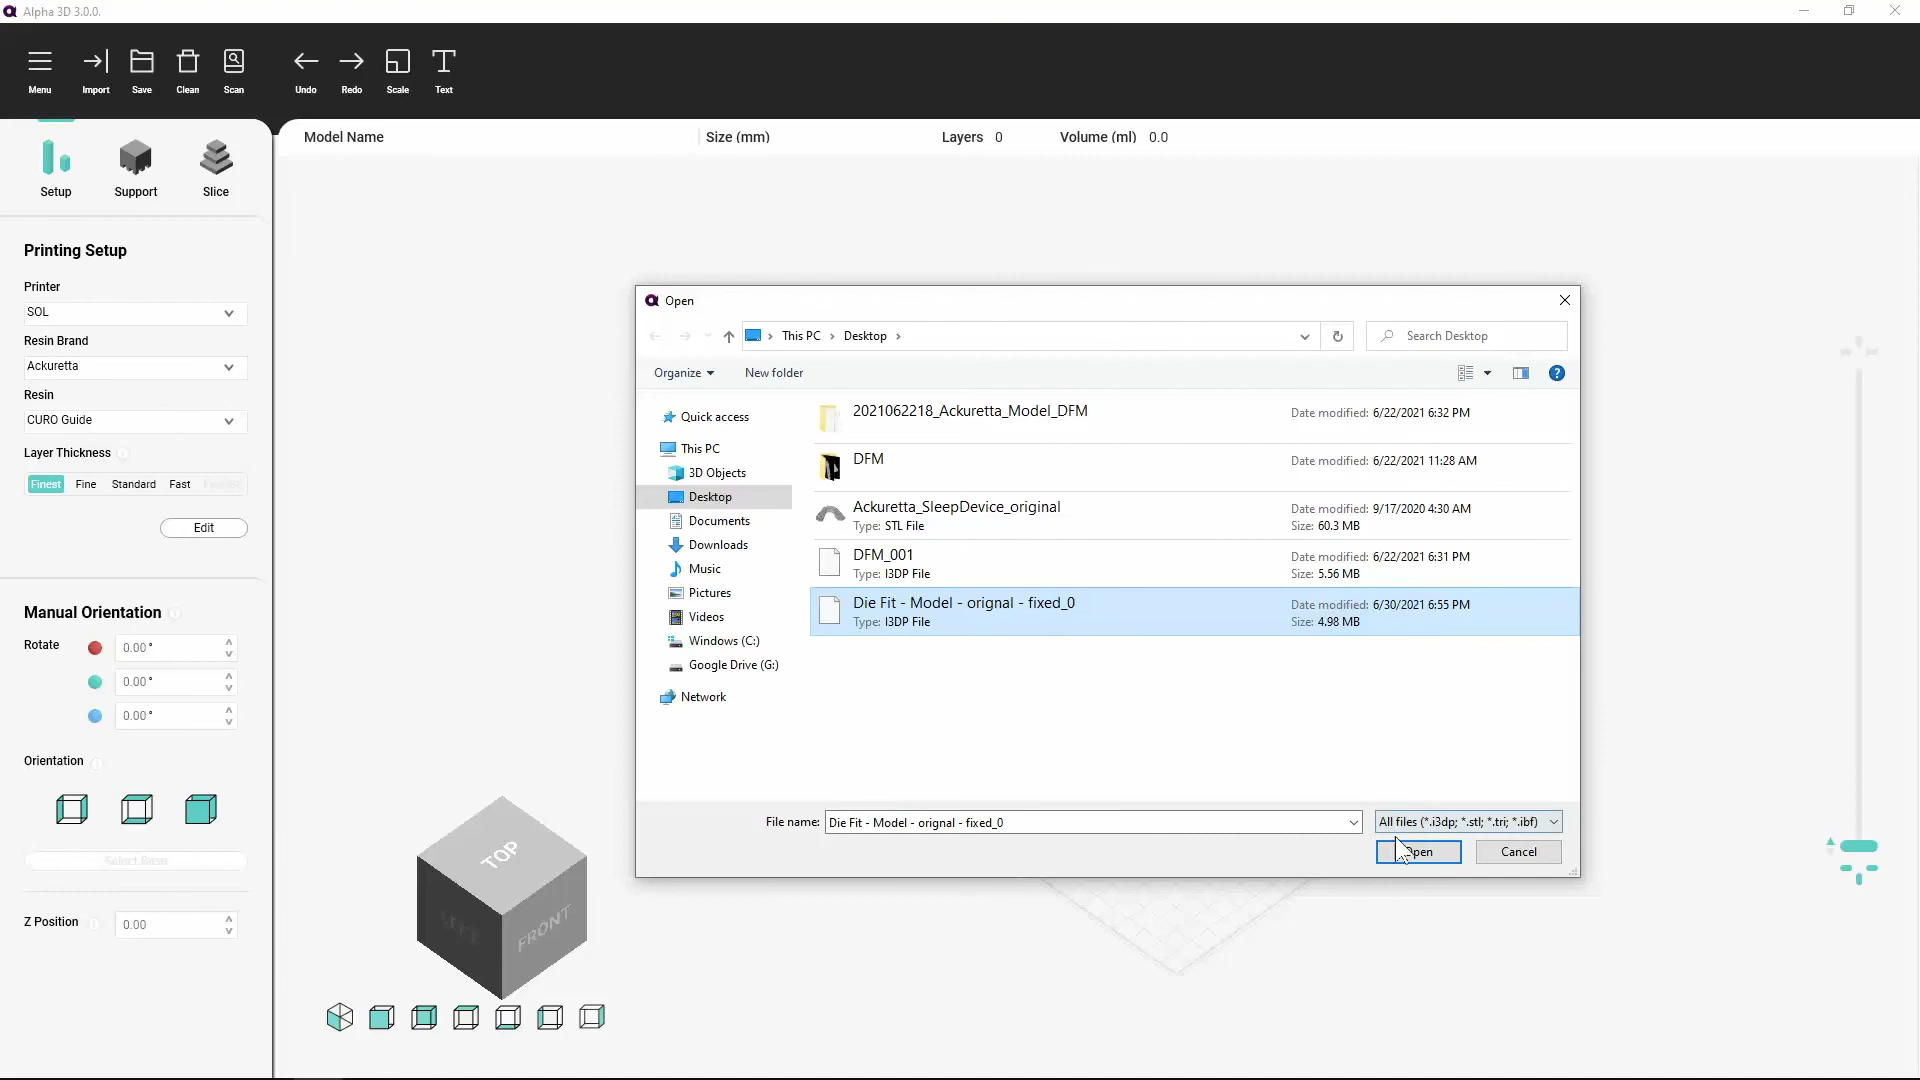 Alpha 3D 3.0.0.
Menu Import Save Clean Scan Undo Redo Scale Text
Model Name Size (mm) Layers 0 Volume (ml) 0.0
Setup Support Slice
Printing Setup
Printer
SOL
Resin Brand
Ackuretta
Resin
CURO Guide
Layer Thickness
Finest Fine Standard Fast
Edit
Manual Orientation
Rotate 0.00°
0.00°
0.00°
Orientation
Select Base
Z Position 0.00
TOP
LEFT
FRONT
Open
This PC Desktop
Search Desktop
Organize New folder
Quick access
This PC
3D Objects
Desktop
Documents
Downloads
Music
Pictures
Videos
Windows (C:)
Google Drive (G:)
Network
2021062218_Ackuretta_Model_DFM Date modified: 6/22/2021 6:32 PM
DFM Date modified: 6/22/2021 11:28 AM
Ackuretta_SleepDevice_original Date modified: 9/17/2020 4:30 AM
Type: STL File Size: 60.3 MB
DFM_001 Date modified: 6/22/2021 6:31 PM
Type: I3DP File Size: 5.56 MB
Die Fit - Model - orignal - fixed_0 Date modified: 6/30/2021 6:55 PM
Type: I3DP File Size: 4.98 MB
File name: Die Fit - Model - orignal - fixed_0 All files (*.i3dp; *.stl; *.tri; *.ibf)
Open Cancel